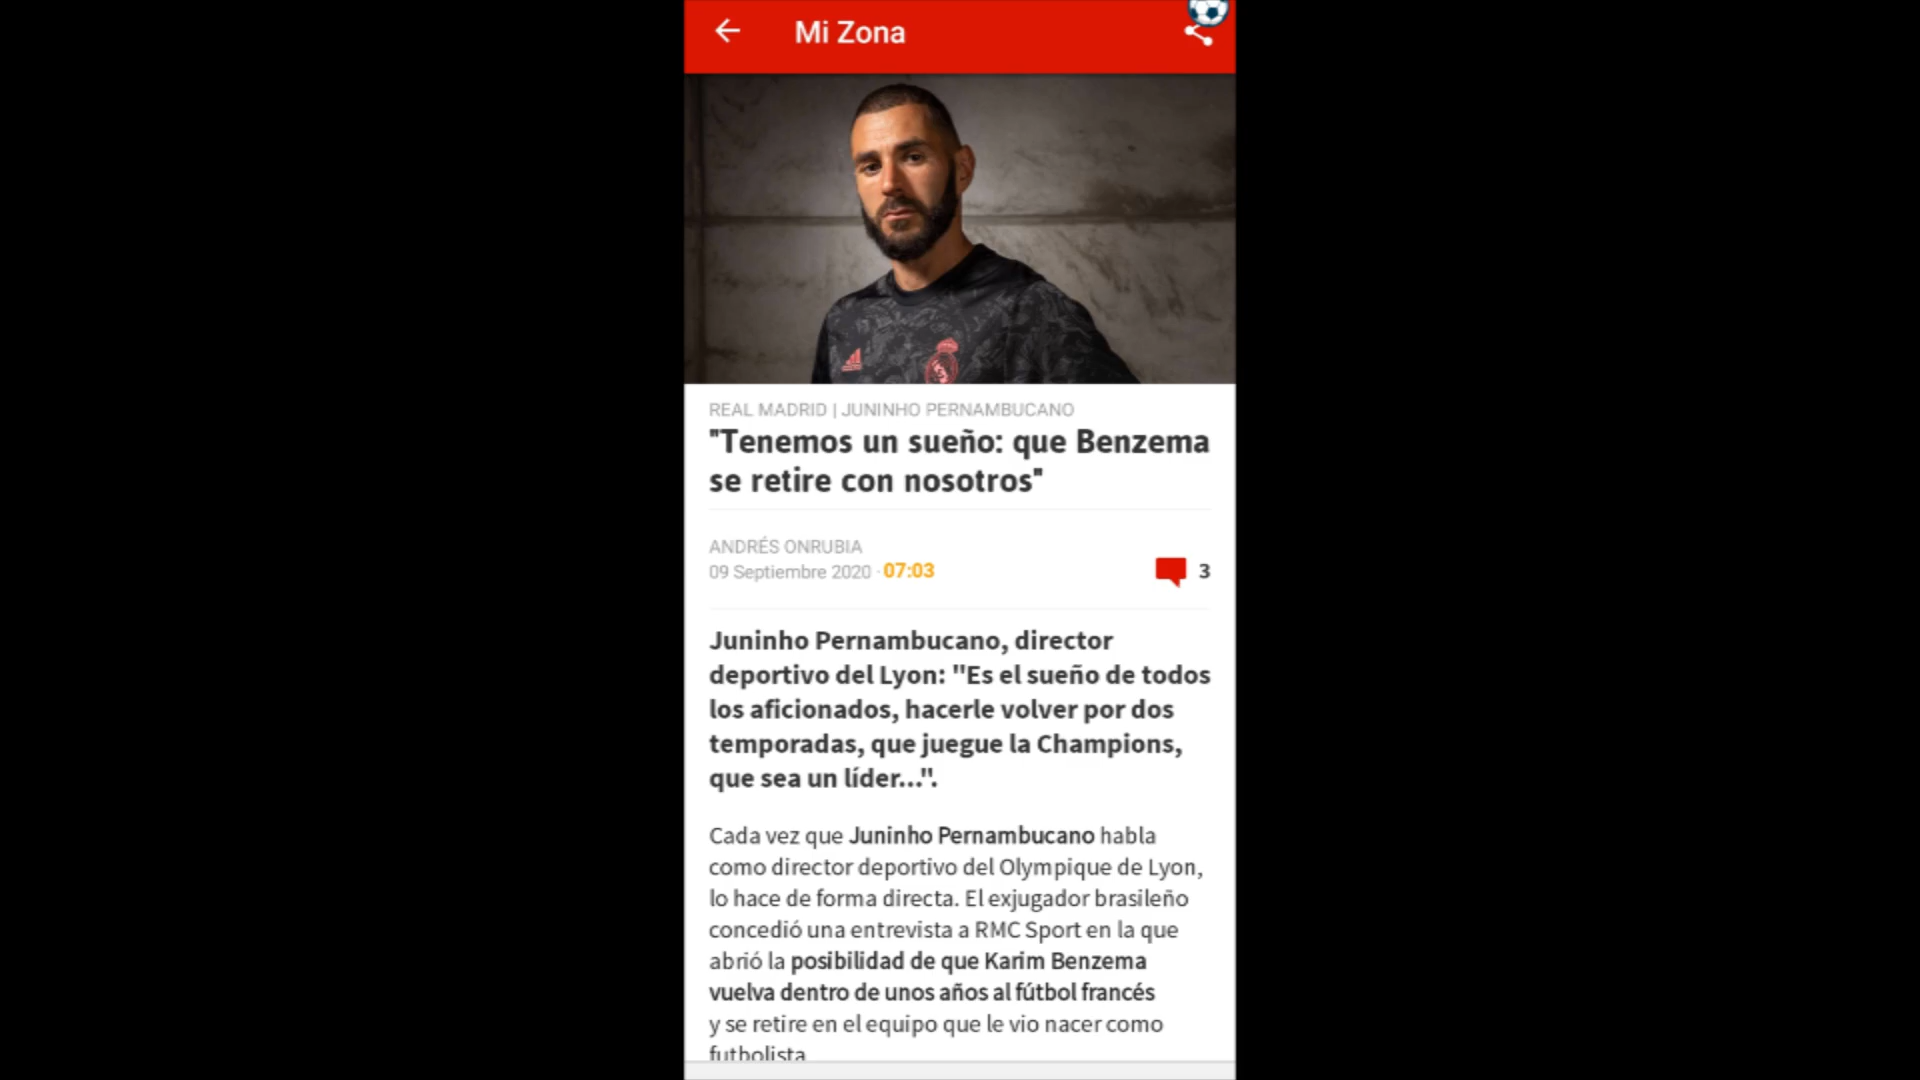 Mi Zona
REAL MADRID | JUNINHO PERNAMBUCANO
"Tenemos un sueño: que Benzema
se retire con nosotros"
ANDRÉS ONRUBIA
09 Septiembre 2020 · 07:03
3
Juninho Pernambucano, director
deportivo del Lyon: "Es el sueño de todos
los aficionados, hacerle volver por dos
temporadas, que juegue la Champions,
que sea un líder...".
Cada vez que Juninho Pernambucano habla
como director deportivo del Olympique de Lyon,
lo hace de forma directa. El exjugador brasileño
concedió una entrevista a RMC Sport en la que
abrió la posibilidad de que Karim Benzema
vuelva dentro de unos años al fútbol francés
y se retire en el equipo que le vio nacer como
futbolista